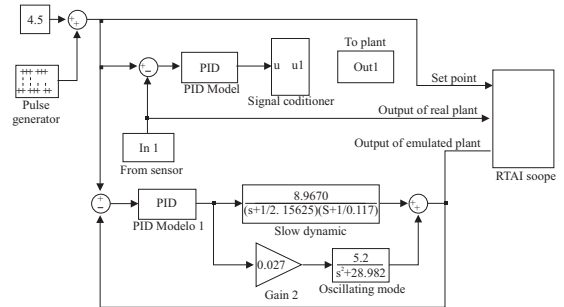 4.5
+
+
To plant
PID
u u1
Out1
+
−
Set point
PID Model
Pulse
generator
Signal coditioner
Output of real plant
In 1
From sensor
Output of emulated plant
RTAI soope
8.9670
(s+1/2. 15625)(S+1/0.117)
+
−
PID
+
+
PID Modelo 1
Slow dynamic
0.027
5.2
s²+28.982
Gain 2
Oscillating mode